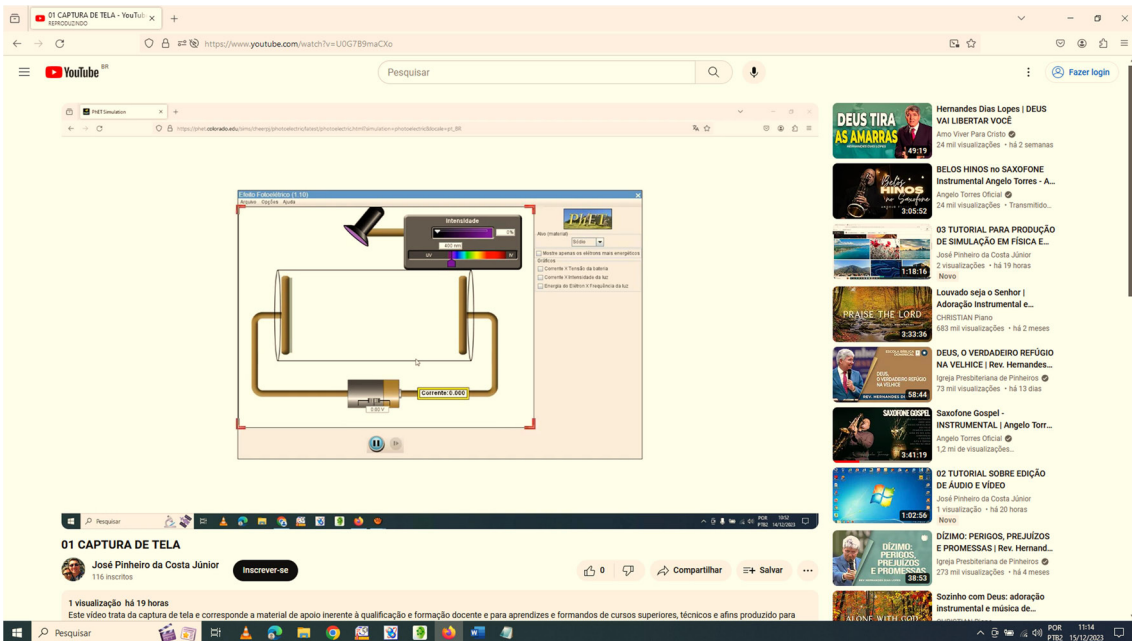 01 CAPTURA DE TELA - YouTub
REPRODUZINDO
https://www.youtube.com/watch?v=U0G7B9maCXo
YouTube BR
Pesquisar
Fazer login
PhET Simulation
Efeito Fotoelétrico (1.10)
Arquivo Opções Ajuda
Intensidade
0%
400 nm
UV
IV
PhET
Alvo (material)
Sódio
Mostre apenas os elétrons mais energéticos
Gráficos
Corrente X Tensão da bateria
Corrente X Intensidade da luz
Energia do Elétron X Frequência da luz
Corrente:0.000
0.00 V
Pesquisar
POR
PTB2
10:52
14/12/2023
01 CAPTURA DE TELA
José Pinheiro da Costa Júnior
116 inscritos
Inscrever-se
0
Compartilhar
Salvar
1 visualização há 19 horas
Este vídeo trata da captura de tela e corresponde a material de apoio inerente à qualificação e formação docente e para aprendizes e formandos de cursos superiores, técnicos e afins produzido para
DEUS TIRA
AS AMARRAS
49:19
Hernandes Dias Lopes | DEUS
VAI LIBERTAR VOCÊ
Amo Viver Para Cristo
24 mil visualizações • há 2 semanas
Belos
HINOS
no Saxofone
3:05:52
BELOS HINOS no SAXOFONE
Instrumental Angelo Torres - A...
Angelo Torres Oficial
24 mil visualizações • Transmitido...
1:18:16
03 TUTORIAL PARA PRODUÇÃO
DE SIMULAÇÃO EM FÍSICA E...
José Pinheiro da Costa Júnior
2 visualizações • há 19 horas
Novo
PRAISE THE LORD
3:33:36
Louvado seja o Senhor |
Adoração Instrumental e...
CHRISTIAN Piano
683 mil visualizações • há 2 meses
DEUS,
O VERDADEIRO REFÚGIO
NA VELHICE
58:44
DEUS, O VERDADEIRO REFÚGIO
NA VELHICE | Rev. Hernandes...
Igreja Presbiteriana de Pinheiros
73 mil visualizações • há 13 dias
SAXOFONE GOSPEL
3:41:19
Saxofone Gospel -
INSTRUMENTAL | Angelo Torr...
Angelo Torres Oficial
1,2 mi de visualizações...
1:02:56
02 TUTORIAL SOBRE EDIÇÃO
DE ÁUDIO E VÍDEO
José Pinheiro da Costa Júnior
1 visualização • há 20 horas
Novo
DÍZIMO:
PERIGOS,
PREJUÍZOS
E PROMESSAS
38:53
DÍZIMO: PERIGOS, PREJUÍZOS
E PROMESSAS | Rev. Hernand...
Igreja Presbiteriana de Pinheiros
273 mil visualizações • há 4 meses
ALONE WITH GOD
Sozinho com Deus: adoração
instrumental e música de...
Pesquisar
POR
PTB2
11:14
15/12/2023